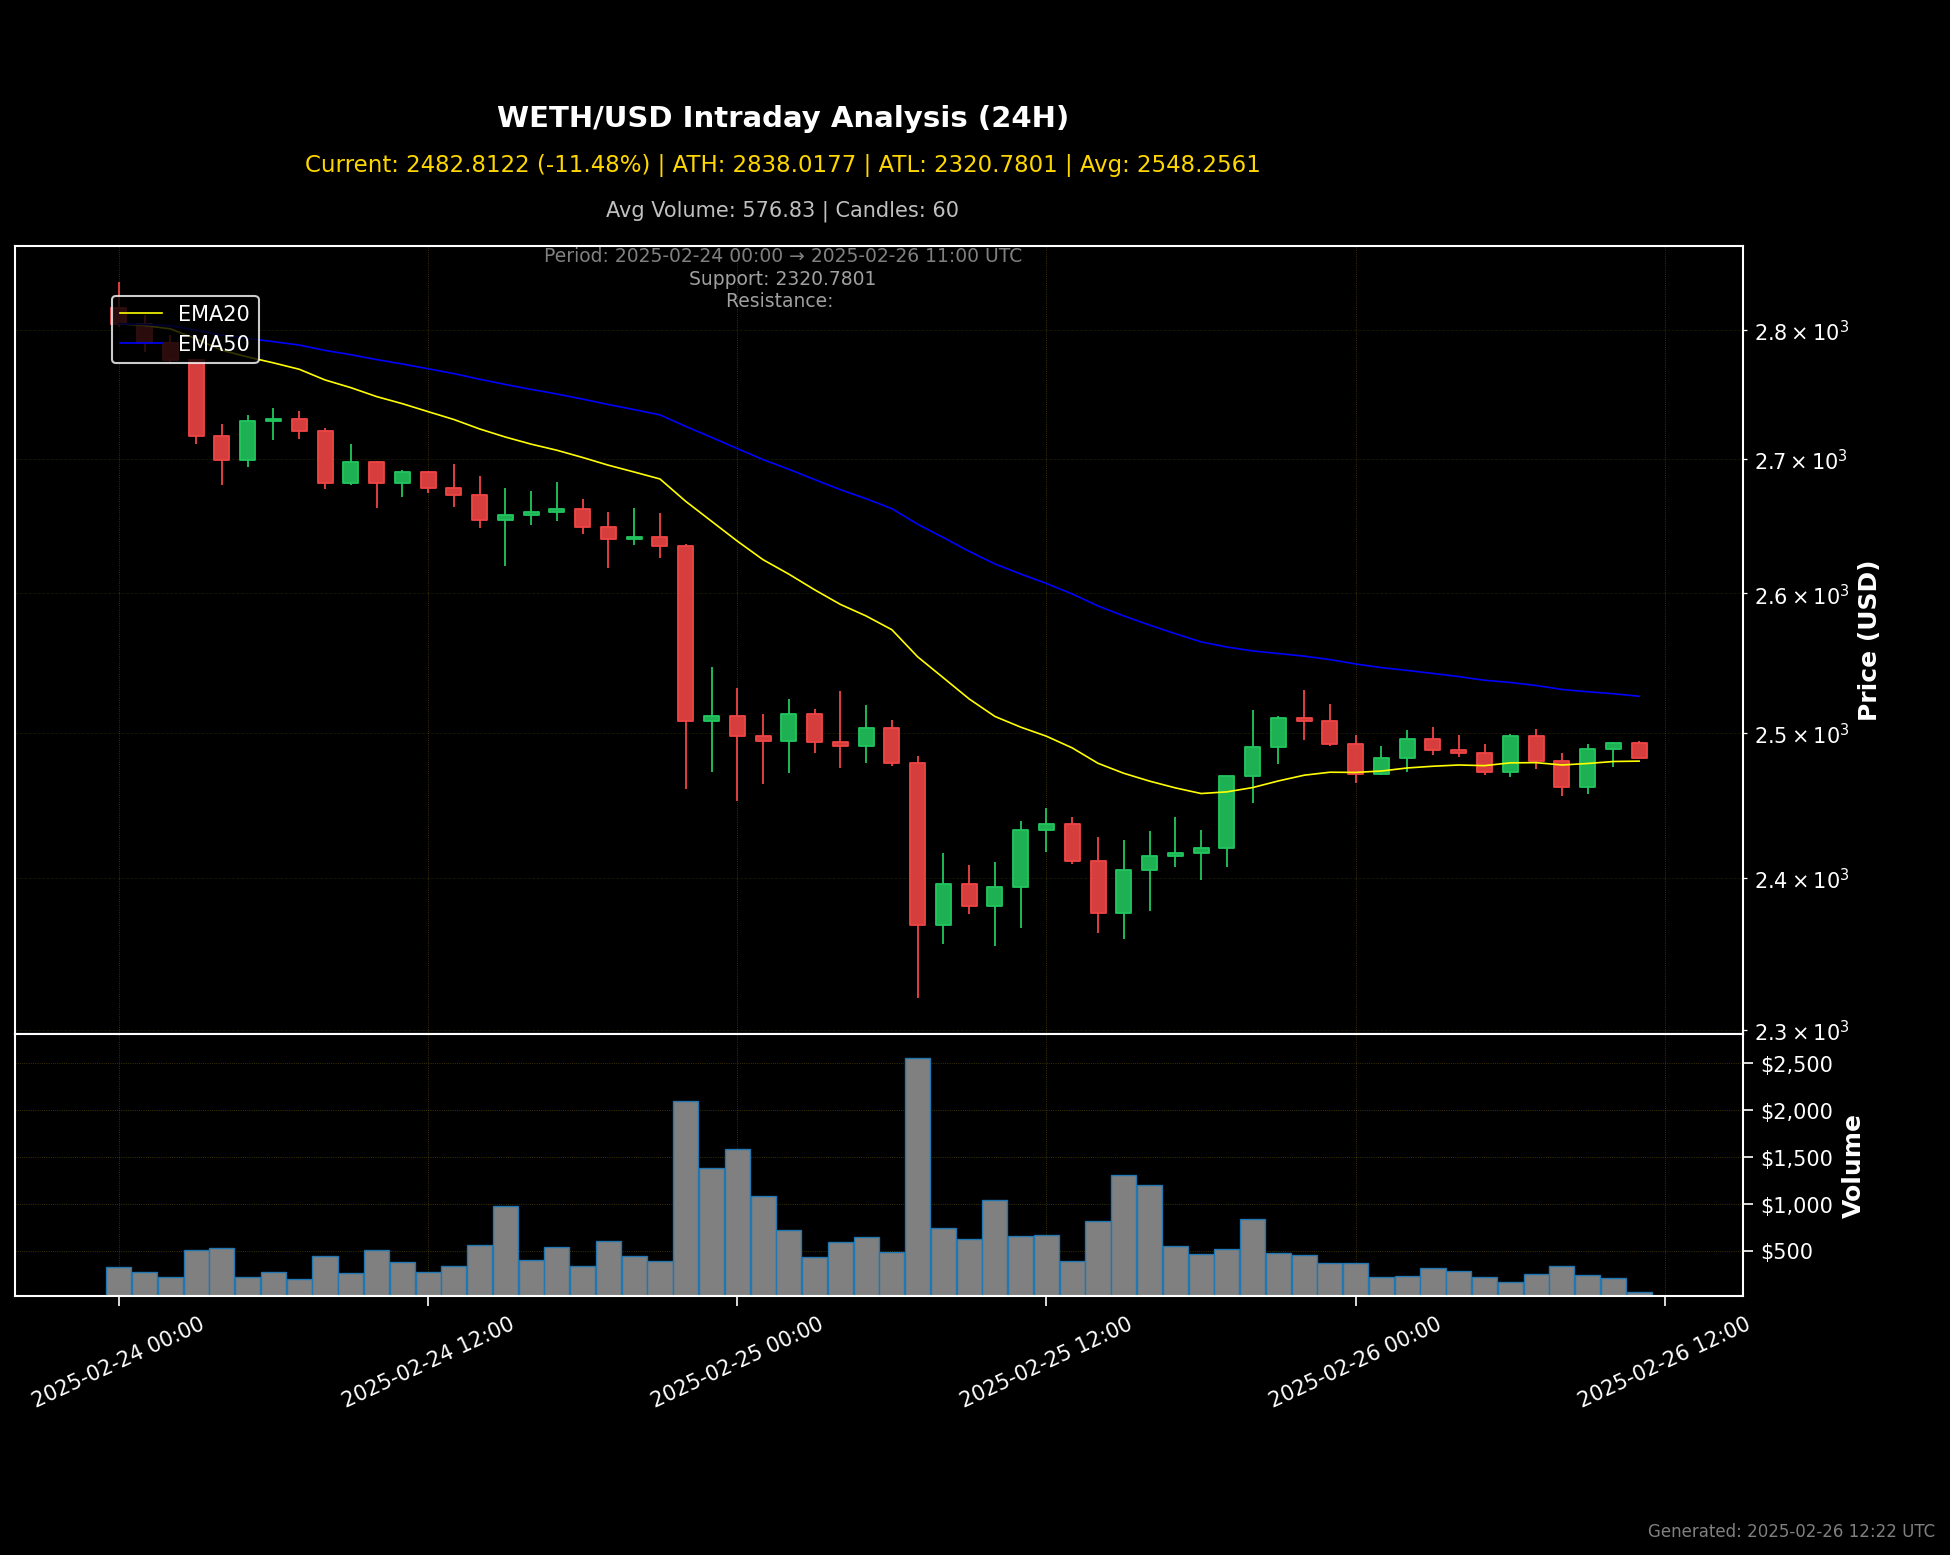 WETH/USD Intraday Analysis (24H)
Current: 2482.8122 (-11.48%) | ATH: 2838.0177 | ATL: 2320.7801 | Avg: 2548.2561
Avg Volume: 576.83 | Candles: 60
Period: 2025-02-24 00:00 → 2025-02-26 11:00 UTC
Support: 2320.7801
Resistance:
EMA20
EMA50
2.8 × 10³
2.7 × 10³
2.6 × 10³
2.5 × 10³
2.4 × 10³
2.3 × 10³
Price (USD)
$2,500
$2,000
$1,500
$1,000
$500
Volume
2025-02-24 00:00
2025-02-24 12:00
2025-02-25 00:00
2025-02-25 12:00
2025-02-26 00:00
2025-02-26 12:00
Generated: 2025-02-26 12:22 UTC